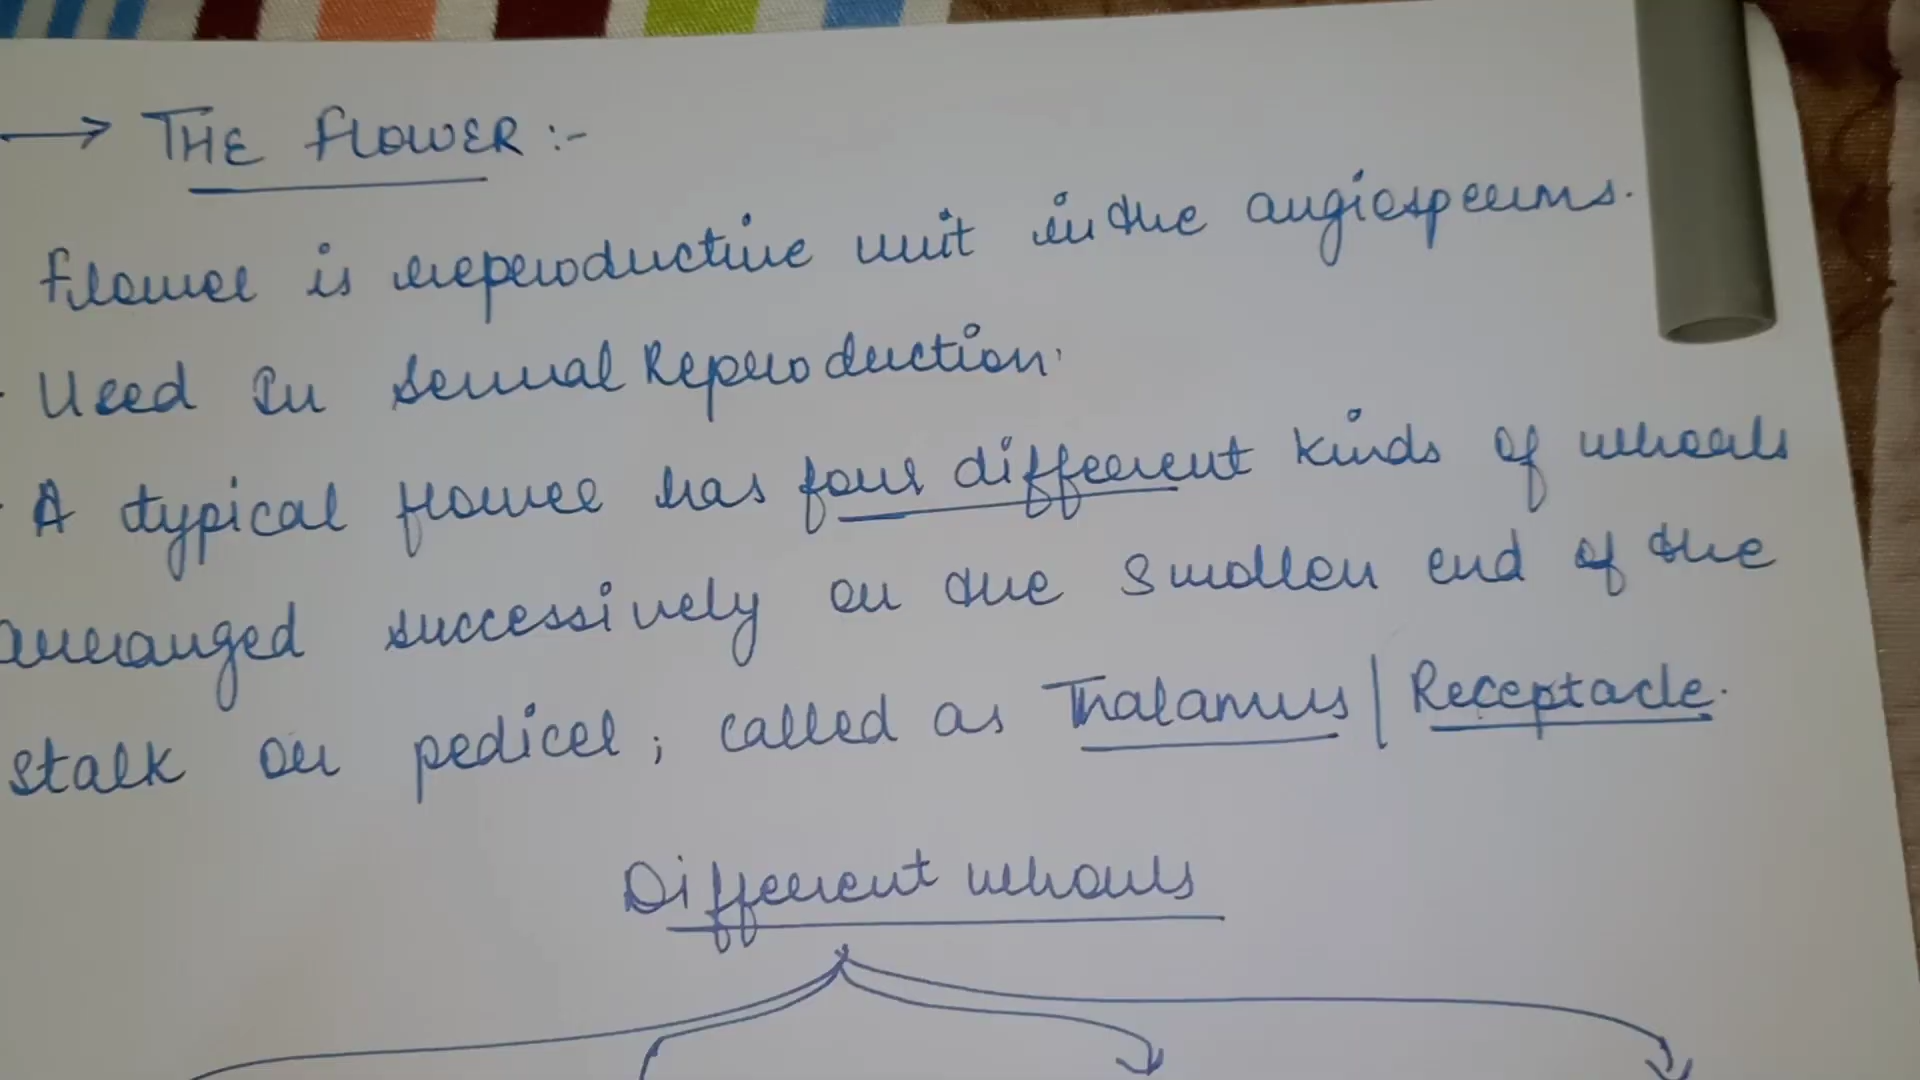 → THE FLOWER :-
Flower is reproductive unit in the angiosperms.
- Used In sexual Reproduction.
- A typical flower has four different kinds of whorls
arranged successively on the swollen end of the
stalk or pedicel ; called as Thalamus | Receptacle.
Different whorls